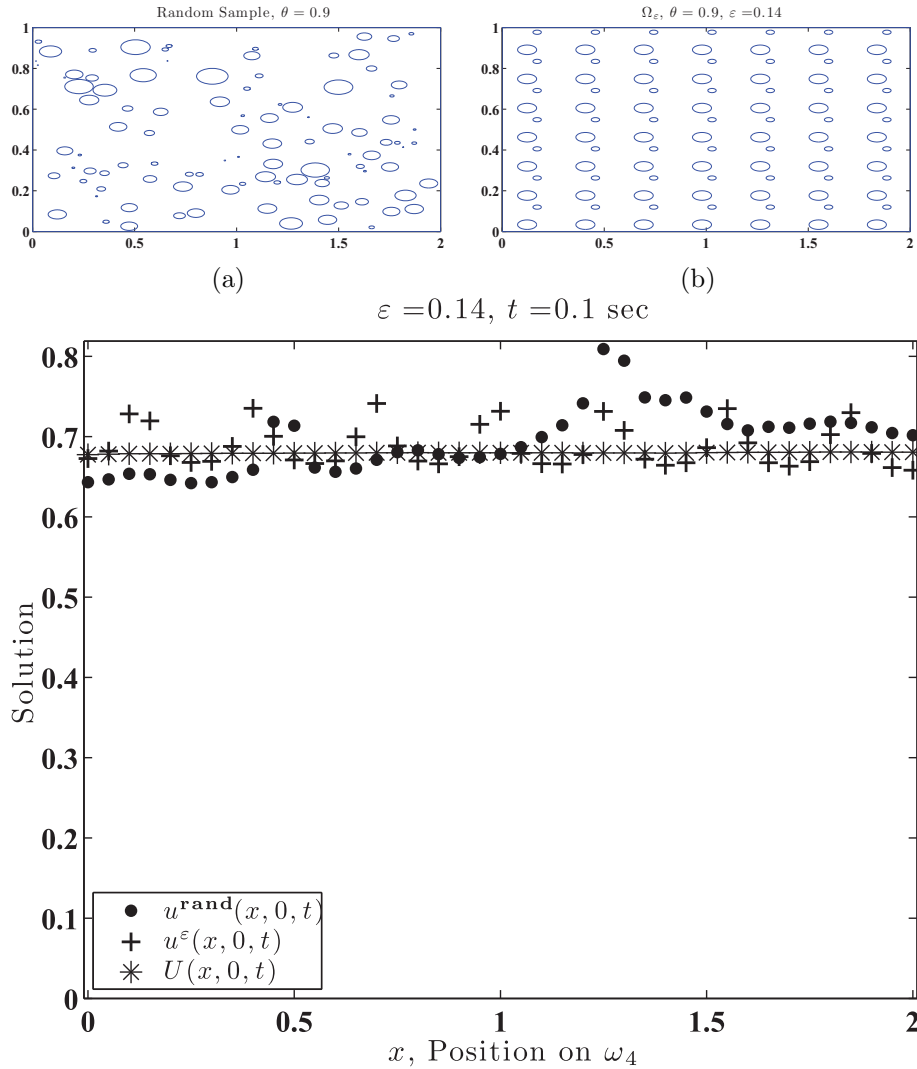 Random Sample, θ = 0.9
Ω_ε, θ = 0.9, ε =0.14
1
0.8
0.6
0.4
0.2
0
0 0.5 1 1.5 2
1
0.8
0.6
0.4
0.2
0
0 0.5 1 1.5 2
(a)
(b)
ε =0.14, t =0.1 sec
Solution
0.8
0.7
0.6
0.5
0.4
0.3
0.2
0.1
0
u^rand(x, 0, t)
u^ε(x, 0, t)
U(x, 0, t)
0 0.5 1 1.5 2
x, Position on ω₄